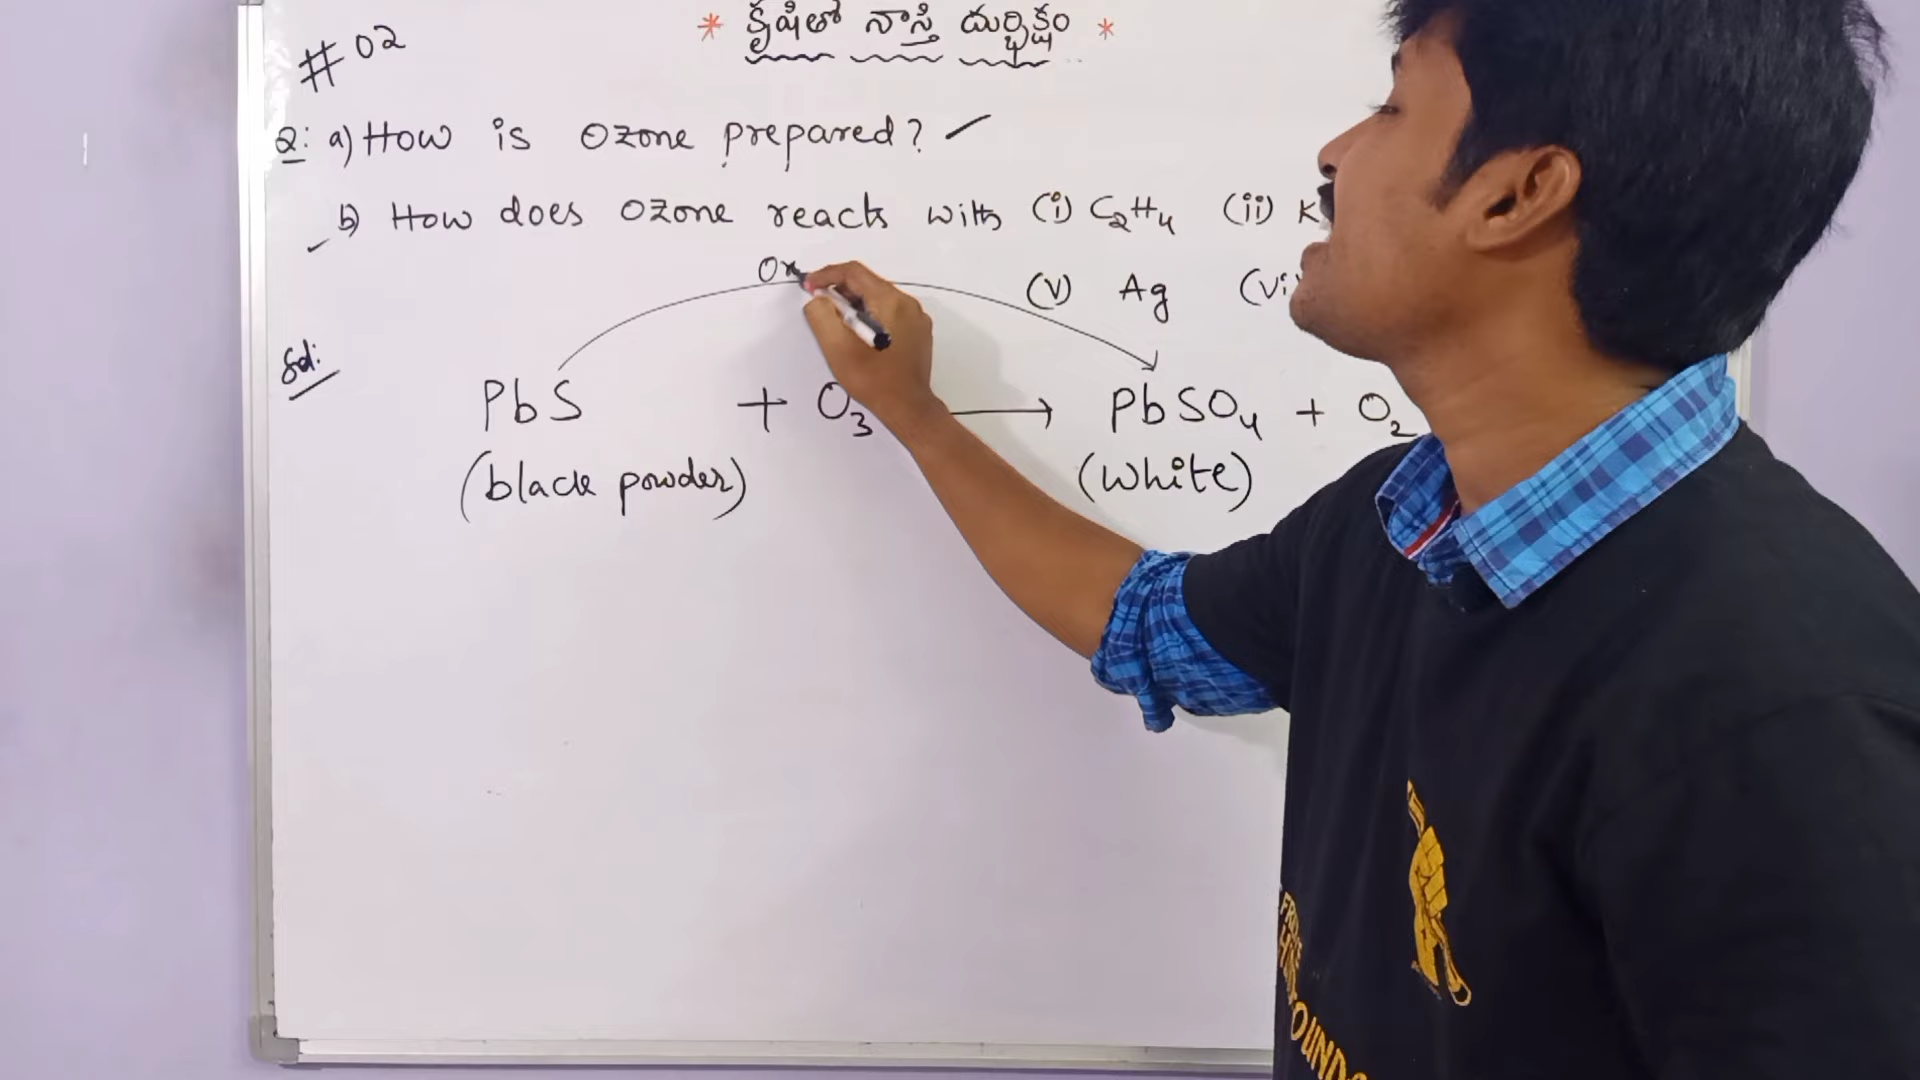 #02
* కృషితో నాస్తి దుర్భిక్షం *
Q: a) How is Ozone prepared? ✓
b) How does Ozone reacts with (i) C₂H₄ (ii) K
(v) Ag (vi)
Ox
Sol:
PbS + O₃ → PbSO₄ + O₂
(black powder) (white)